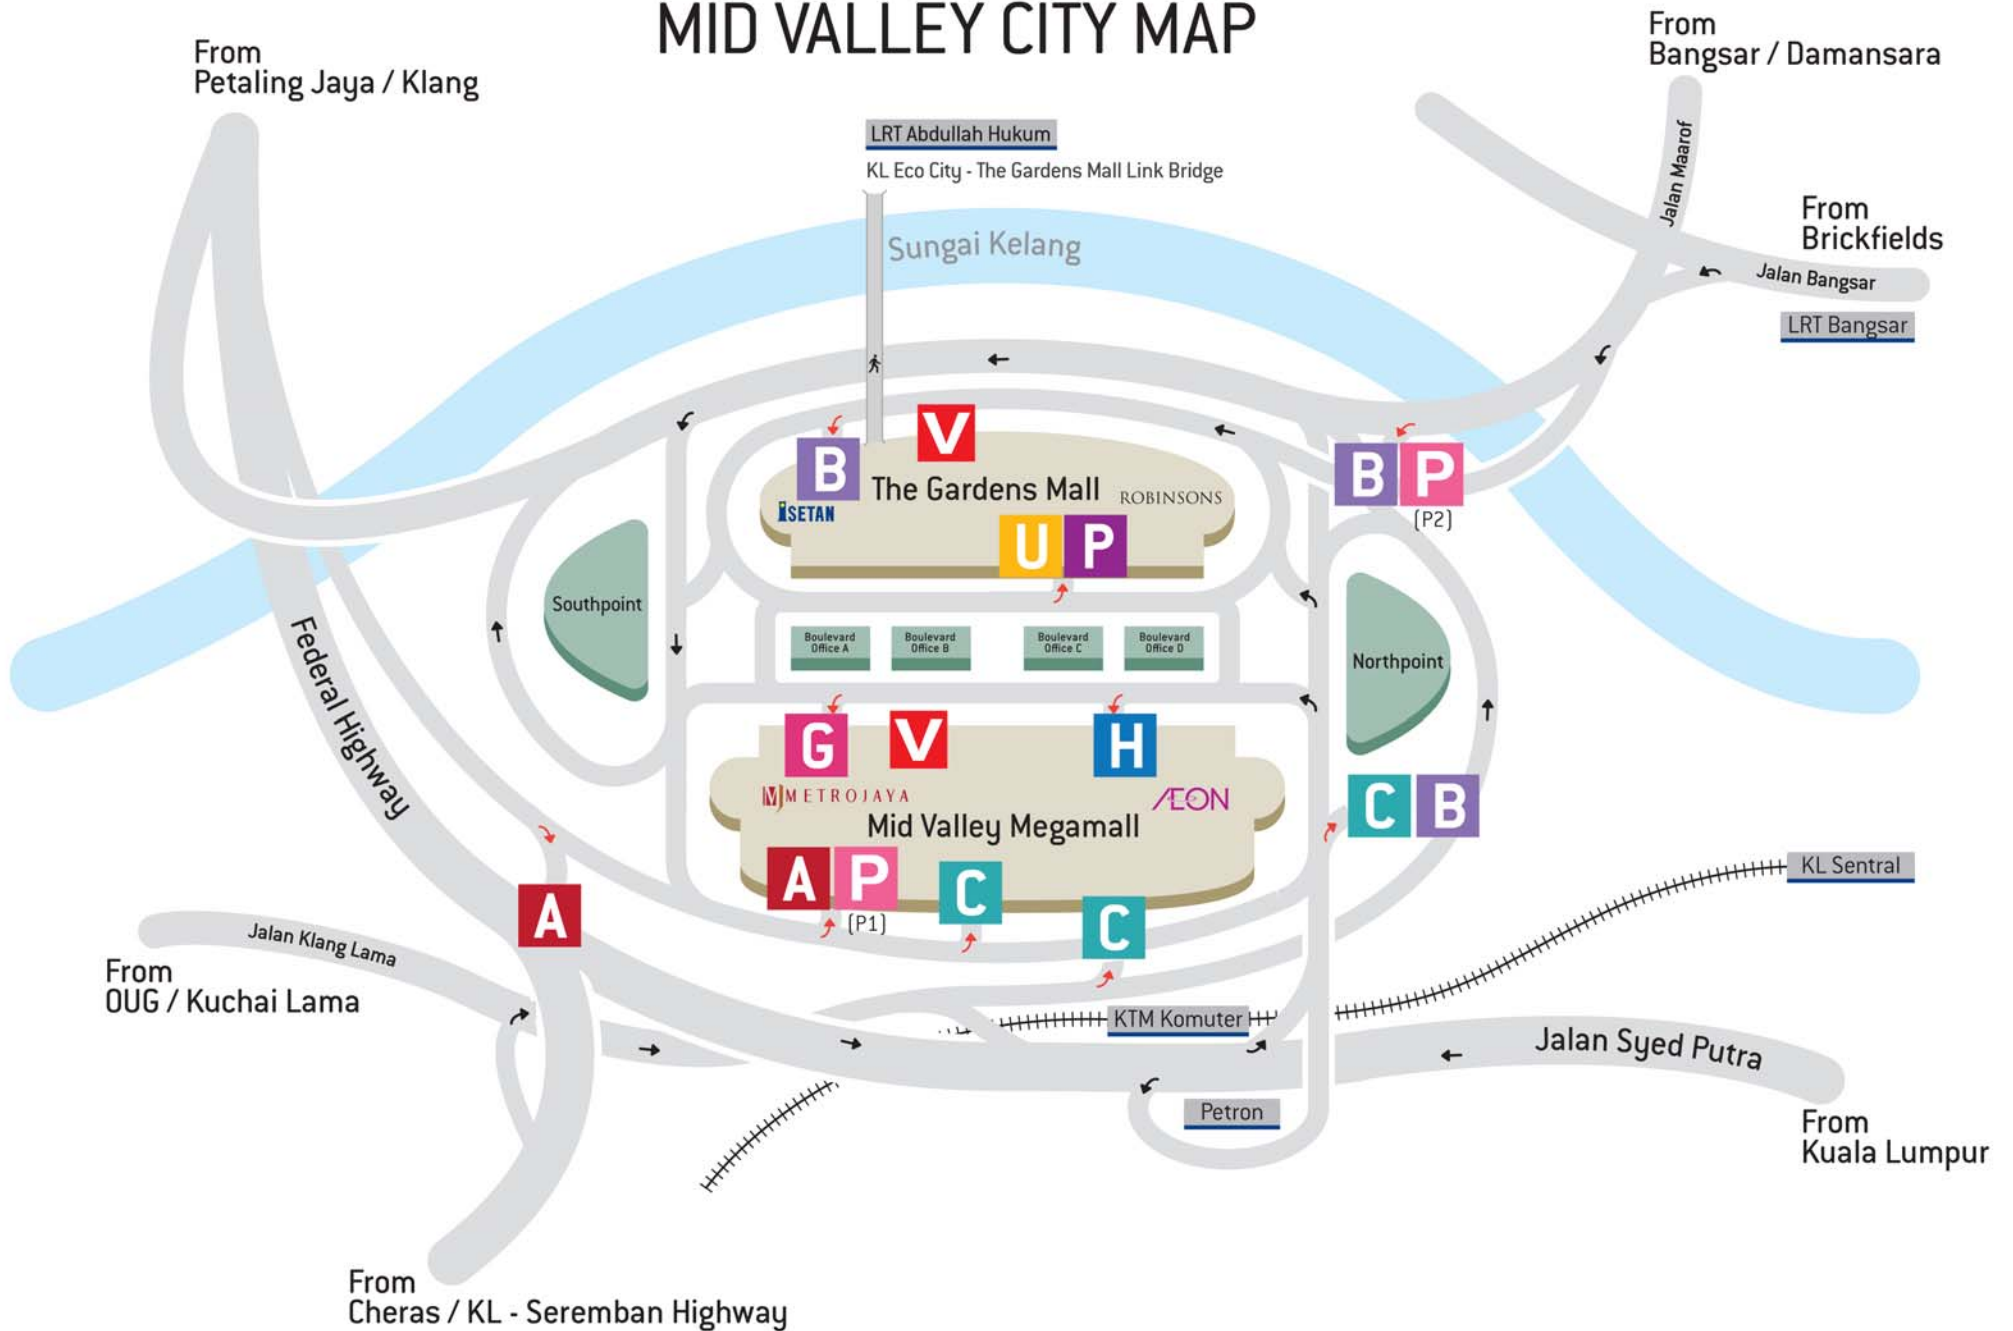 MID VALLEY CITY MAP
From
Petaling Jaya / Klang
From
Bangsar / Damansara
LRT Abdullah Hukum
KL Eco City - The Gardens Mall Link Bridge
Jalan Maarof
From
Brickfields
Sungai Kelang
Jalan Bangsar
LRT Bangsar
V
B
The Gardens Mall
ROBINSONS
ISETAN
B P
(P2)
U P
Southpoint
Boulevard
Office A
Boulevard
Office B
Boulevard
Office C
Boulevard
Office D
Northpoint
Federal Highway
G
V
H
METROJAYA
AEON
Mid Valley Megamall
C B
A P
(P1)
C
C
KL Sentral
A
Jalan Klang Lama
From
OUG / Kuchai Lama
KTM Komuter
Jalan Syed Putra
Petron
From
Kuala Lumpur
From
Cheras / KL - Seremban Highway